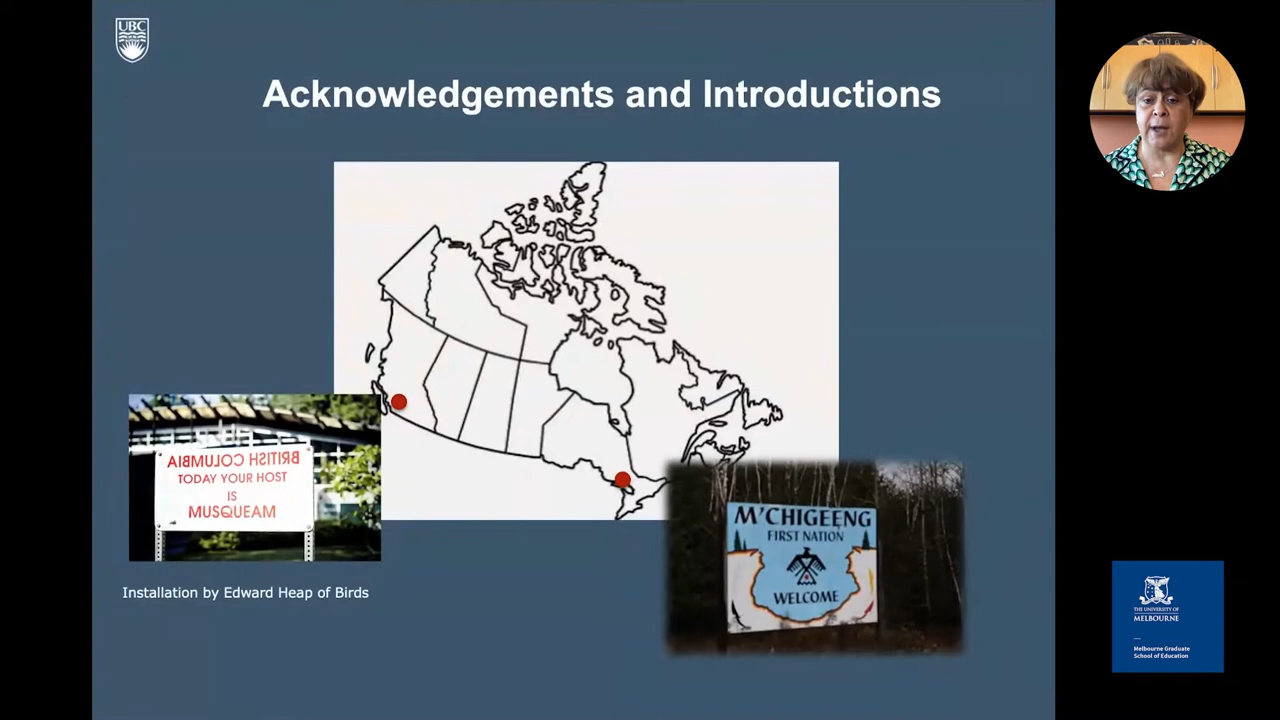 UBC
Acknowledgements and Introductions
BRITISH COLUMBIA
TODAY YOUR HOST
IS
MUSQUEAM
Installation by Edward Heap of Birds
M'CHIGEENG
FIRST NATION
WELCOME
THE UNIVERSITY OF
MELBOURNE
Melbourne Graduate
School of Education